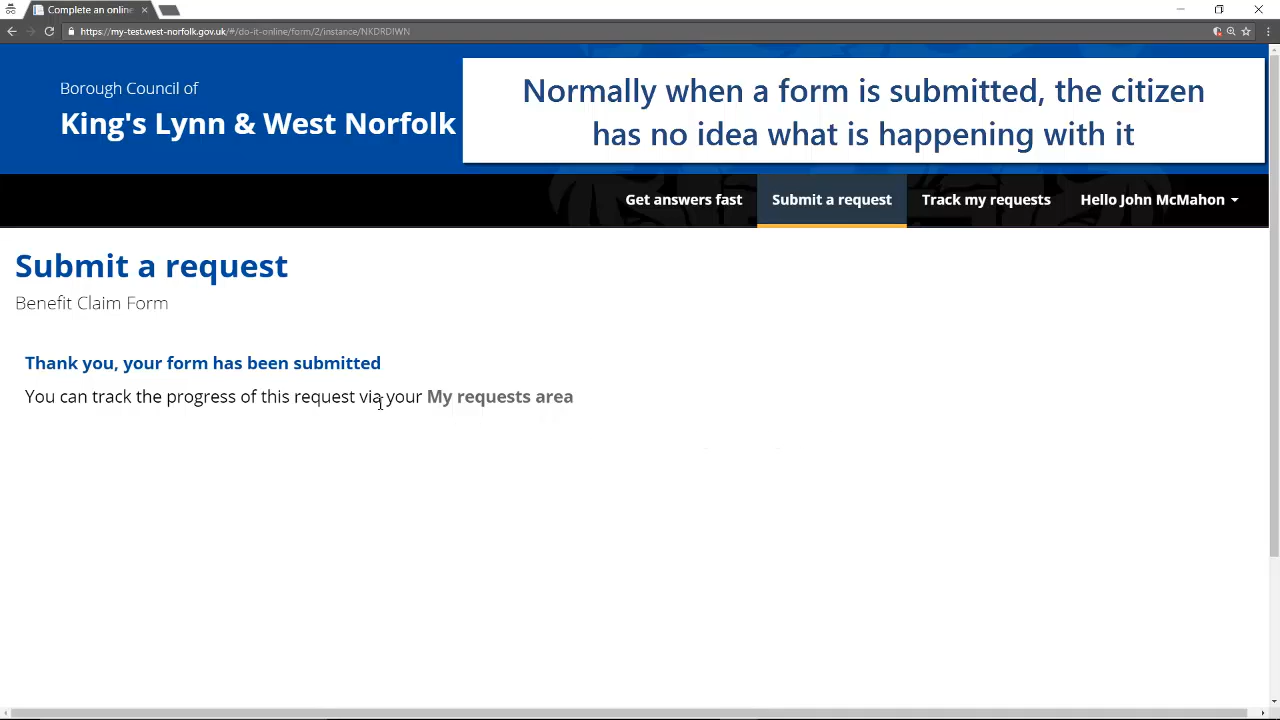 Complete an online
https://my-test.west-norfolk.gov.uk/#/do-it-online/form/2/instance/NKDRDIWN
Borough Council of
King's Lynn & West Norfolk
Normally when a form is submitted, the citizen
has no idea what is happening with it
Get answers fast
Submit a request
Track my requests
Hello John McMahon
Submit a request
Benefit Claim Form
Thank you, your form has been submitted
You can track the progress of this request via your My requests area